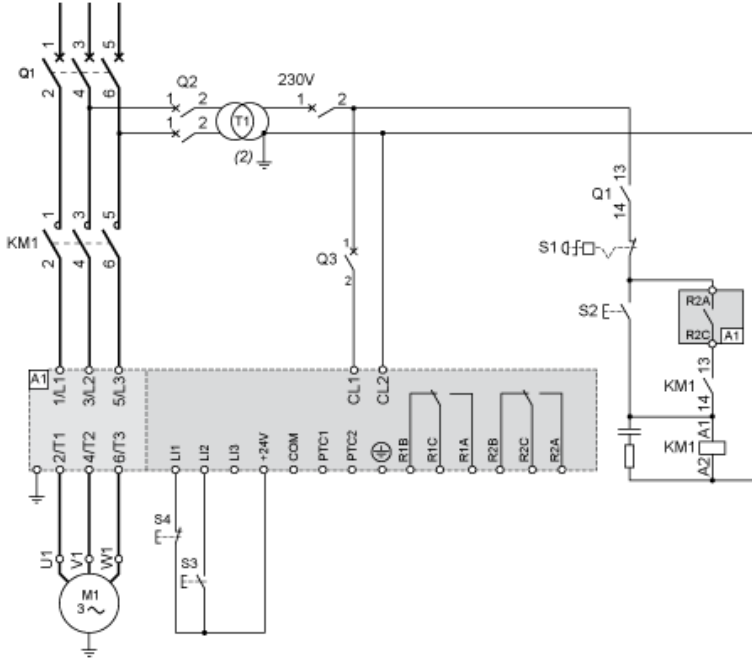 1 3 5
Q1
2 4 6
Q2
1 2
1 2
T1
(2)
230V
1 2
13
Q1
14
S1
S2
R2A
R2C A1
13
KM1
14
A1
KM1
A2
1 3 5
KM1
2 4 6
1
Q3
2
A1
1/L1 3/L2 5/L3 CL1 CL2
2/T1 4/T2 6/T3 LI1 LI2 LI3 +24V COM PTC1 PTC2 R1B R1C R1A R2B R2C R2A
S4
S3
U1 V1 W1
M1
3